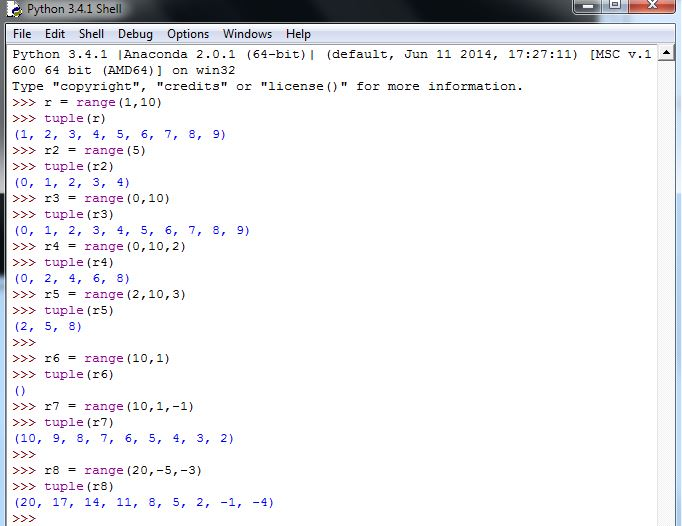 Python 3.4.1 Shell
File Edit Shell Debug Options Windows Help
Python 3.4.1 |Anaconda 2.0.1 (64-bit)| (default, Jun 11 2014, 17:27:11) [MSC v.1
600 64 bit (AMD64)] on win32
Type "copyright", "credits" or "license()" for more information.
>>> r = range(1,10)
>>> tuple(r)
(1, 2, 3, 4, 5, 6, 7, 8, 9)
>>> r2 = range(5)
>>> tuple(r2)
(0, 1, 2, 3, 4)
>>> r3 = range(0,10)
>>> tuple(r3)
(0, 1, 2, 3, 4, 5, 6, 7, 8, 9)
>>> r4 = range(0,10,2)
>>> tuple(r4)
(0, 2, 4, 6, 8)
>>> r5 = range(2,10,3)
>>> tuple(r5)
(2, 5, 8)
>>>
>>> r6 = range(10,1)
>>> tuple(r6)
()
>>> r7 = range(10,1,-1)
>>> tuple(r7)
(10, 9, 8, 7, 6, 5, 4, 3, 2)
>>>
>>> r8 = range(20,-5,-3)
>>> tuple(r8)
(20, 17, 14, 11, 8, 5, 2, -1, -4)
>>>